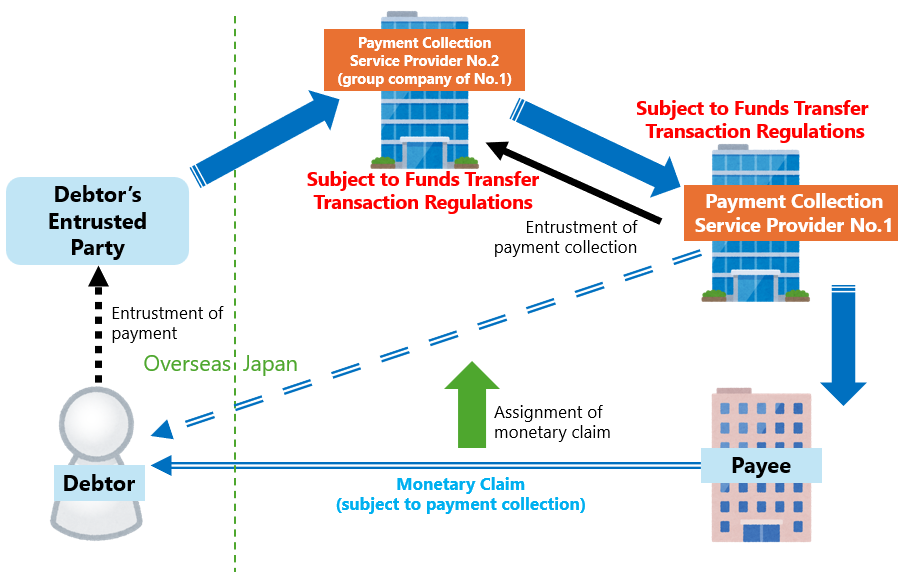 Payment Collection
Service Provider No.2
(group company of No.1)
Subject to Funds Transfer
Transaction Regulations
Subject to Funds Transfer
Transaction Regulations
Debtor’s
Entrusted
Party
Payment Collection
Service Provider No.1
Entrustment of
payment collection
Entrustment of
payment
Overseas
Japan
Assignment of
monetary claim
Debtor
Payee
Monetary Claim
(subject to payment collection)